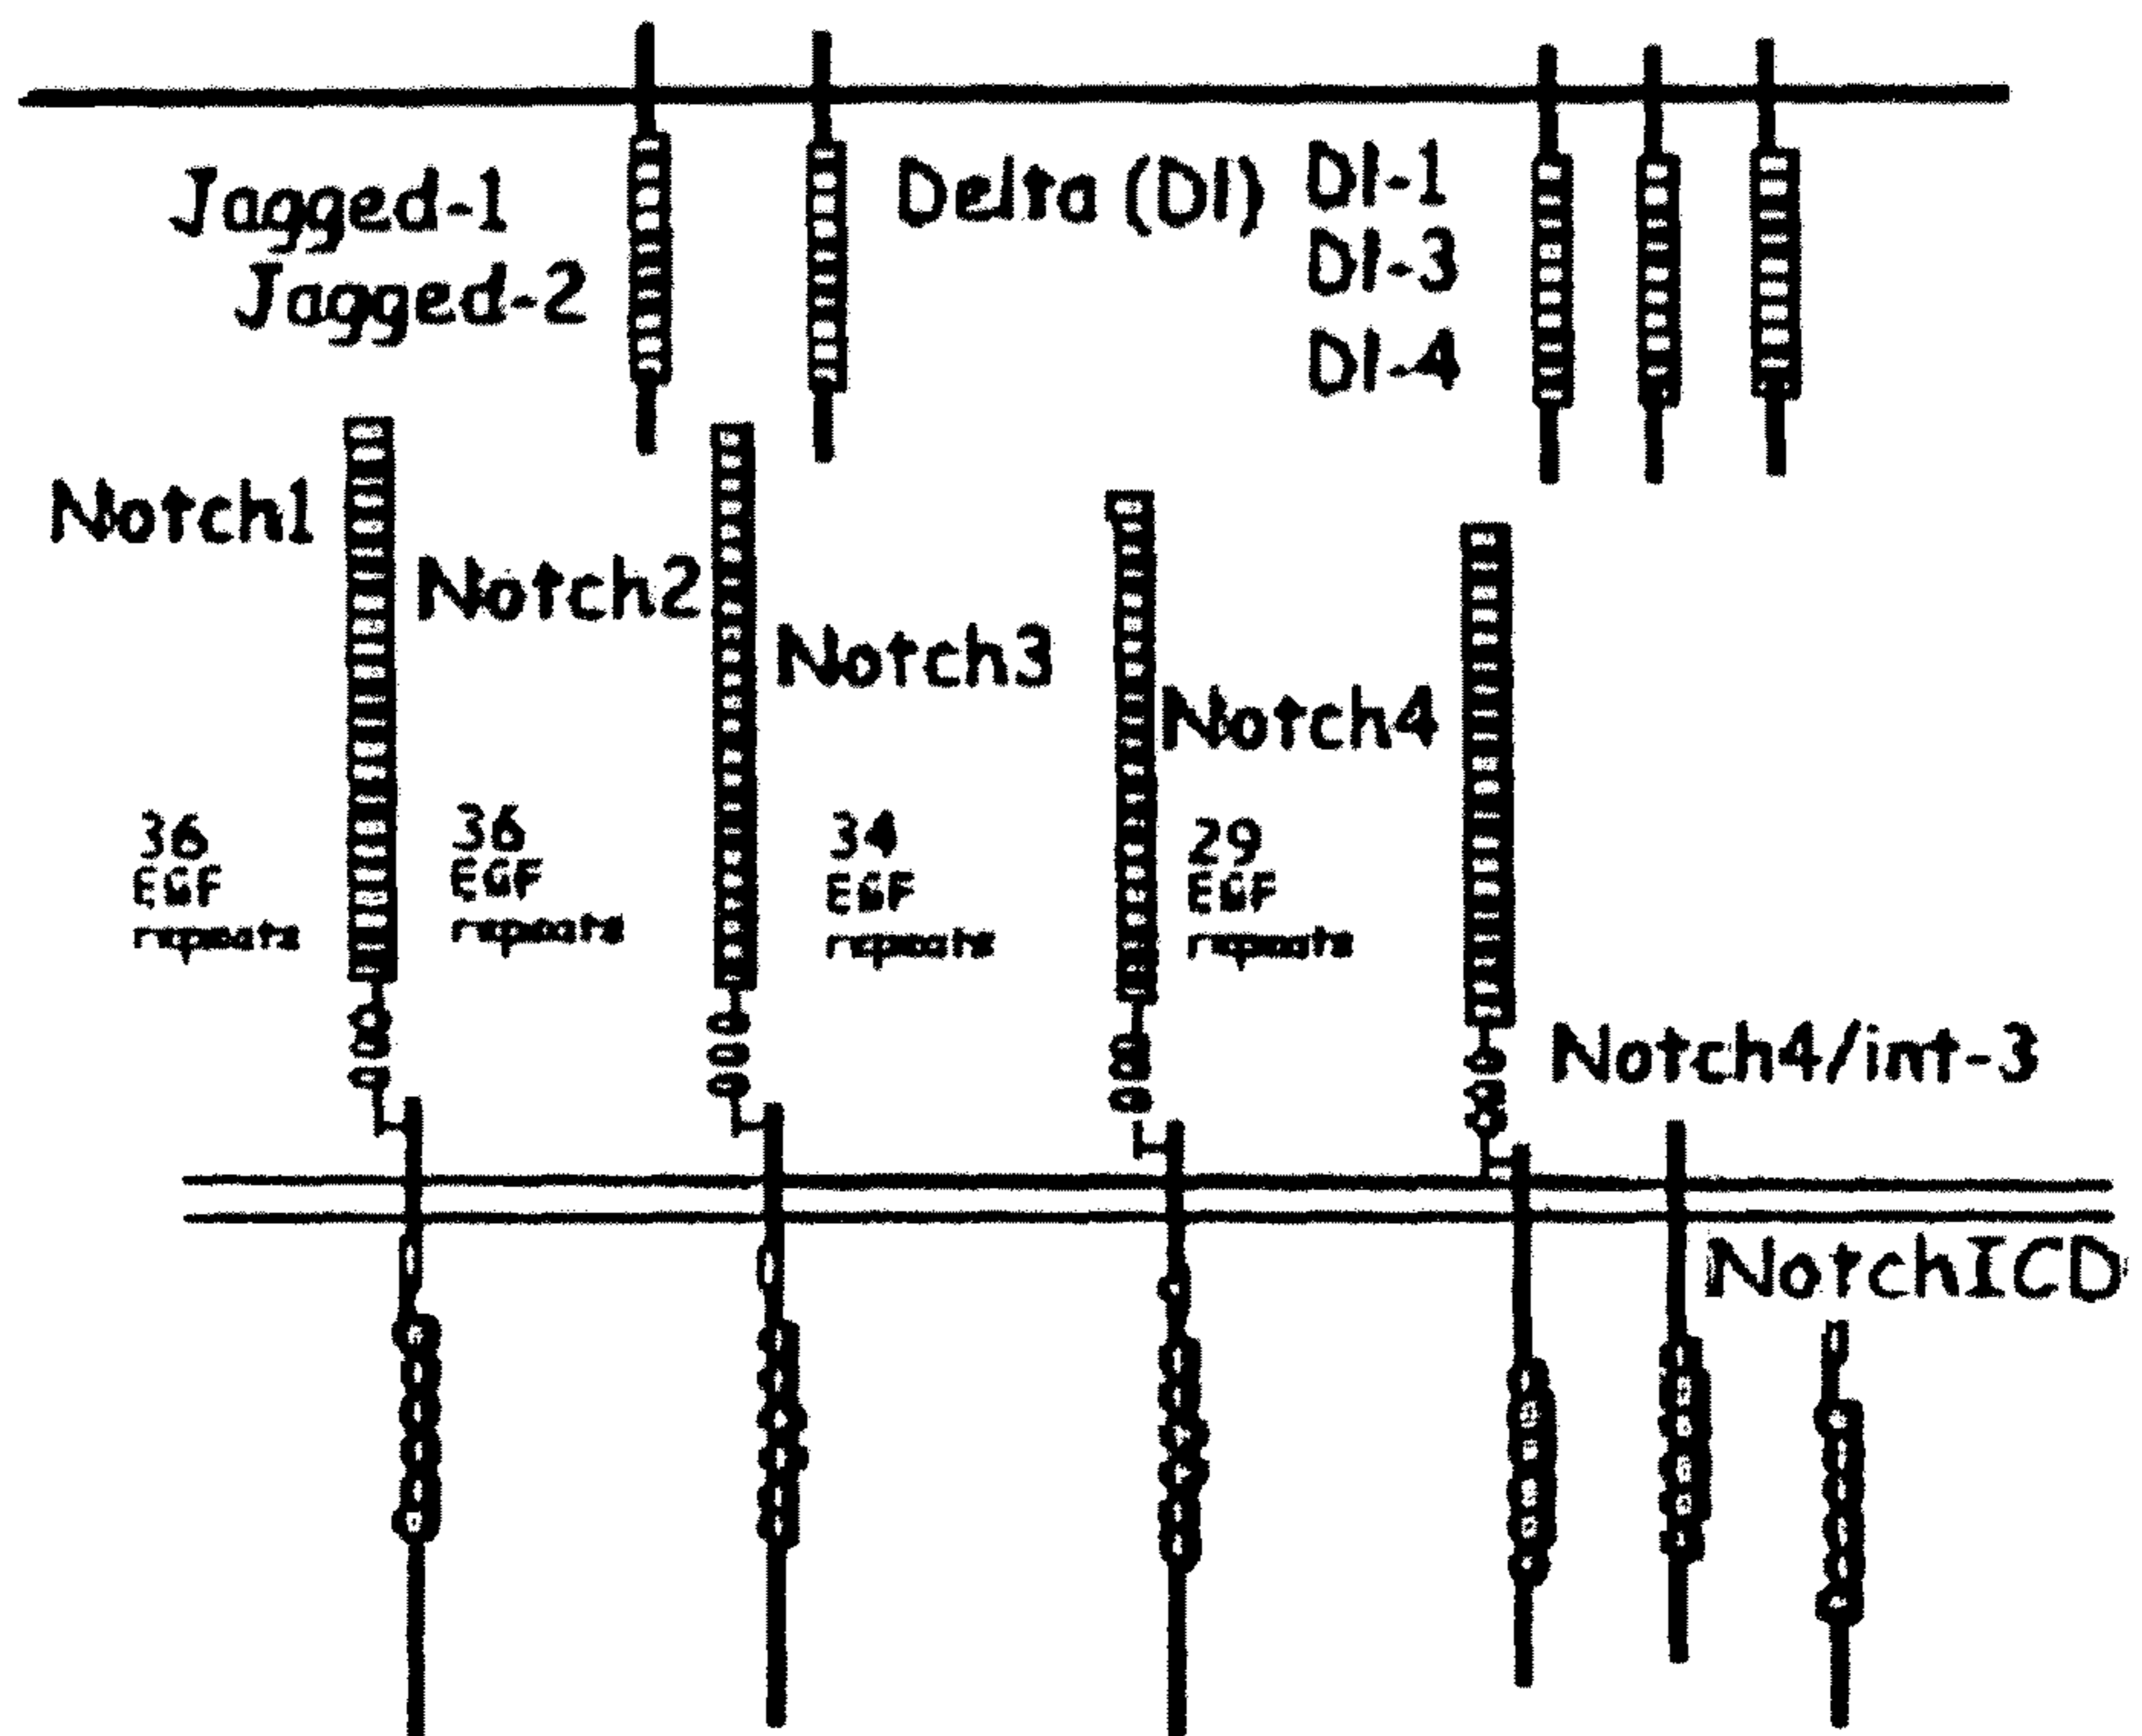 Jagged-1
Jagged-2
Delta (Dl)
Dl-1
Dl-3
Dl-4
Notch1
Notch2
Notch3
Notch4
36
EGF
repeats
36
EGF
repeats
34
EGF
repeats
29
EGF
repeats
Notch4/int-3
NotchICD